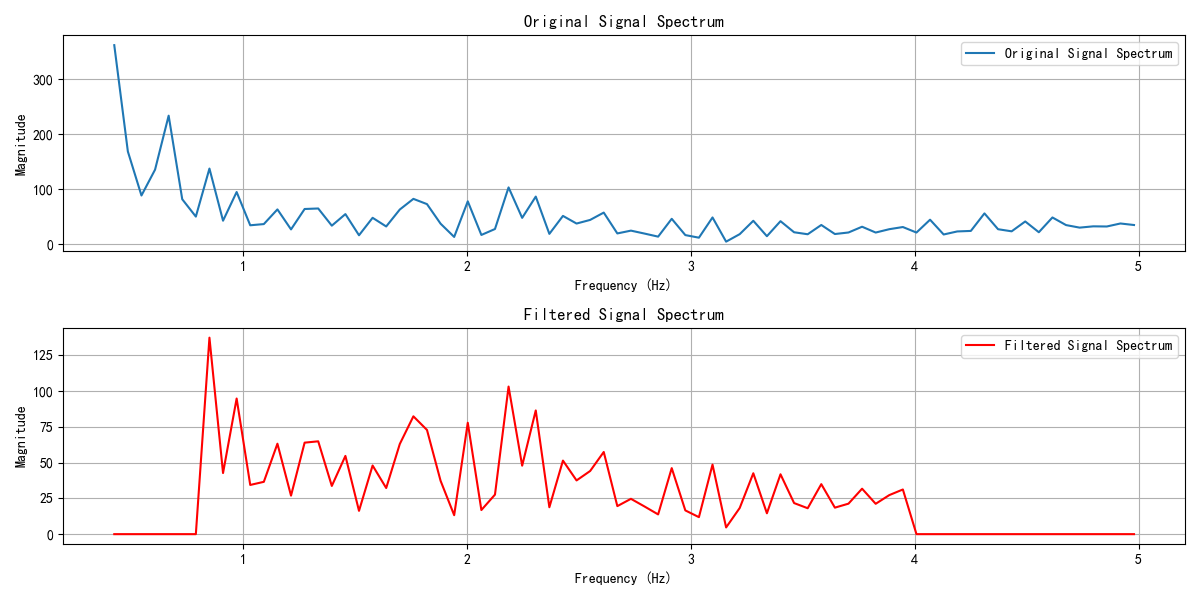 Original Signal Spectrum
Original Signal Spectrum
300
200
100
0
Magnitude
1
2
3
4
5
Frequency (Hz)
Filtered Signal Spectrum
Filtered Signal Spectrum
125
100
75
50
25
0
Magnitude
1
2
3
4
5
Frequency (Hz)